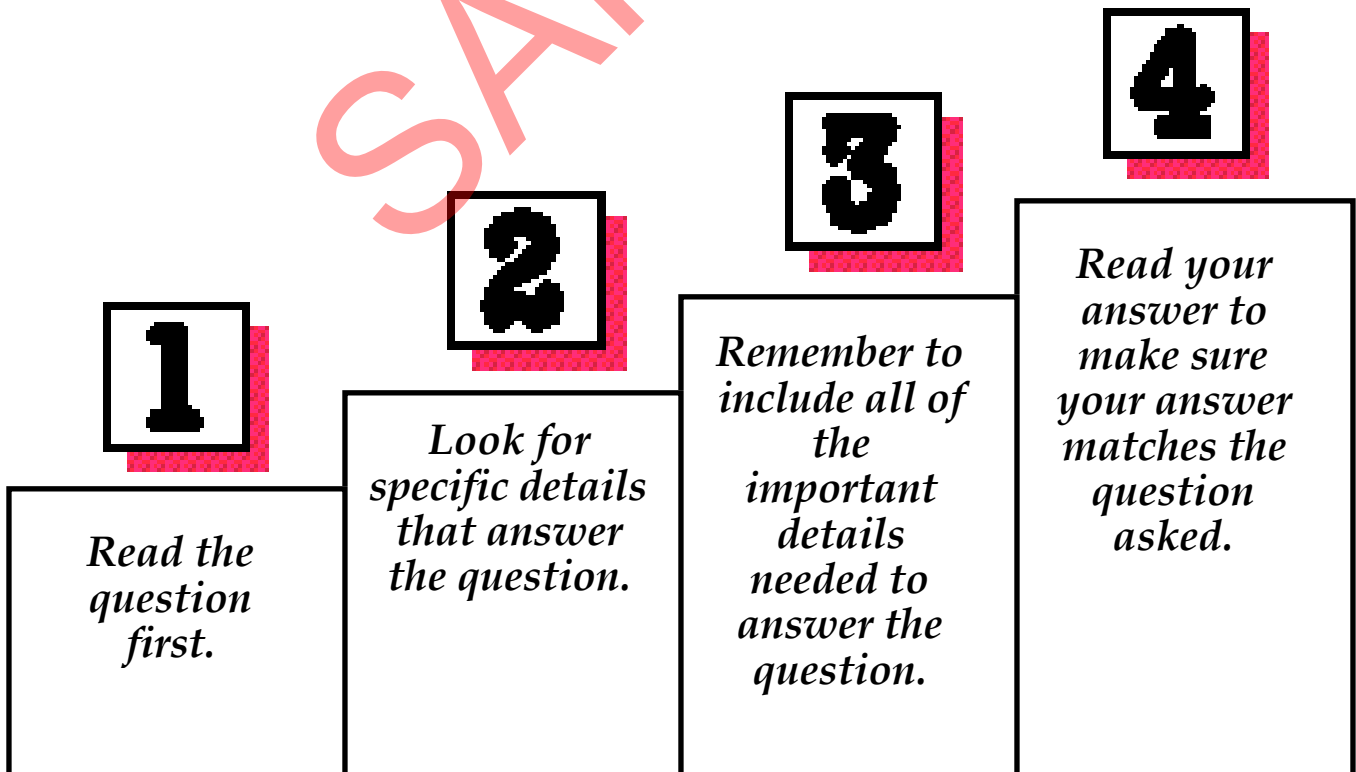 SA
1
Read the
question
first.
2
Look for
specific details
that answer
the question.
3
Remember to
include all of
the
important
details
needed to
answer the
question.
4
Read your
answer to
make sure
your answer
matches the
question
asked.